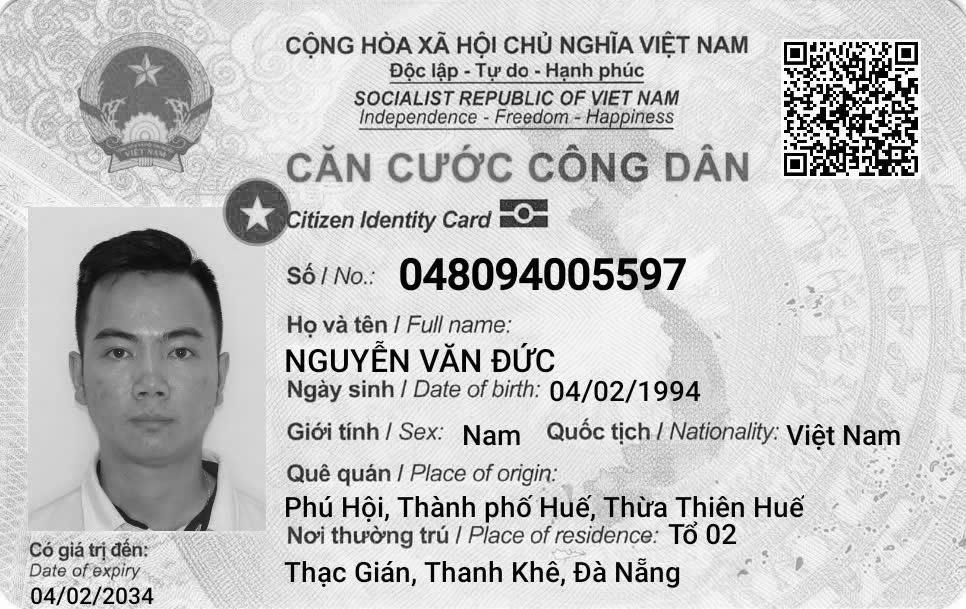 CỘNG HÒA XÃ HỘI CHỦ NGHĨA VIỆT NAM
Độc lập - Tự do - Hạnh phúc
SOCIALIST REPUBLIC OF VIET NAM
Independence - Freedom - Happiness
CĂN CƯỚC CÔNG DÂN
Citizen Identity Card
VIỆT NAM
Số / No.: 048094005597
Họ và tên / Full name:
NGUYỄN VĂN ĐỨC
Ngày sinh / Date of birth: 04/02/1994
Giới tính / Sex: Nam Quốc tịch / Nationality: Việt Nam
Quê quán / Place of origin:
Phú Hội, Thành phố Huế, Thừa Thiên Huế
Nơi thường trú / Place of residence: Tổ 02
Thạc Gián, Thanh Khê, Đà Nẵng
Có giá trị đến:
Date of expiry
04/02/2034